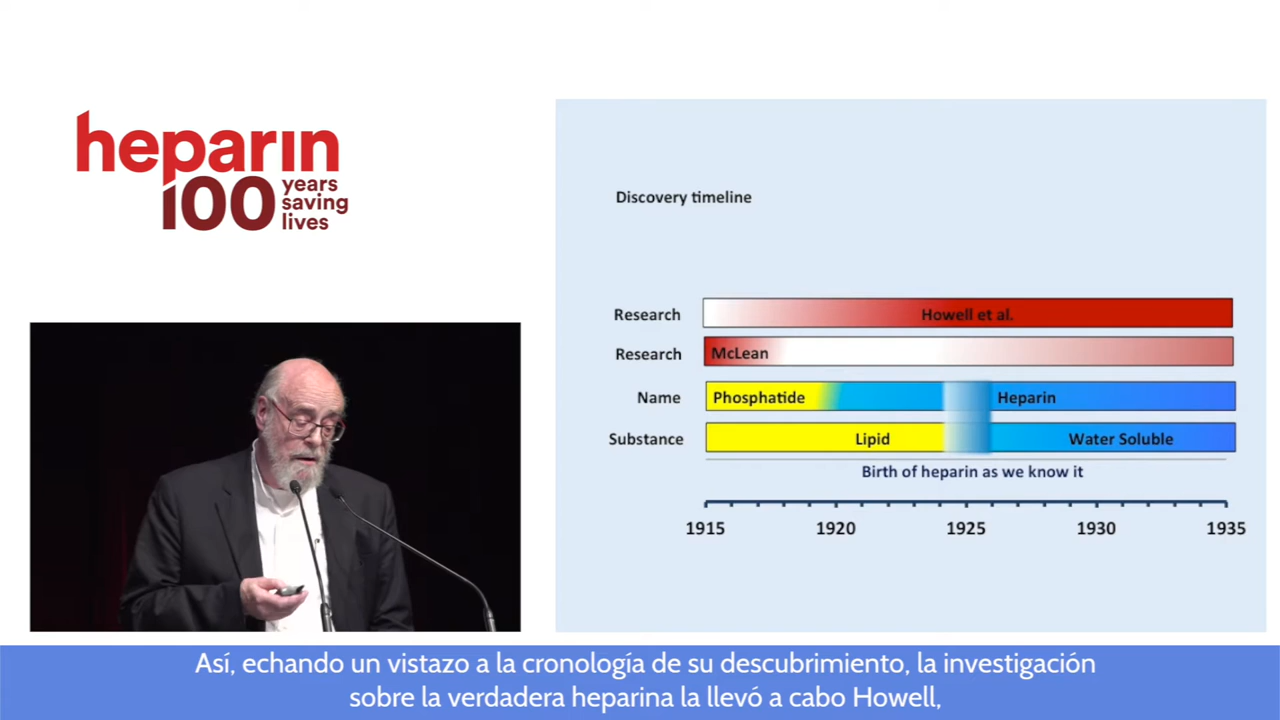 heparin
100 years
saving
lives
Discovery timeline
Research Howell et al.
Research McLean
Name Phosphatide Heparin
Substance Lipid Water Soluble
Birth of heparin as we know it
1915 1920 1925 1930 1935
Así, echando un vistazo a la cronología de su descubrimiento, la investigación
sobre la verdadera heparina la llevó a cabo Howell,